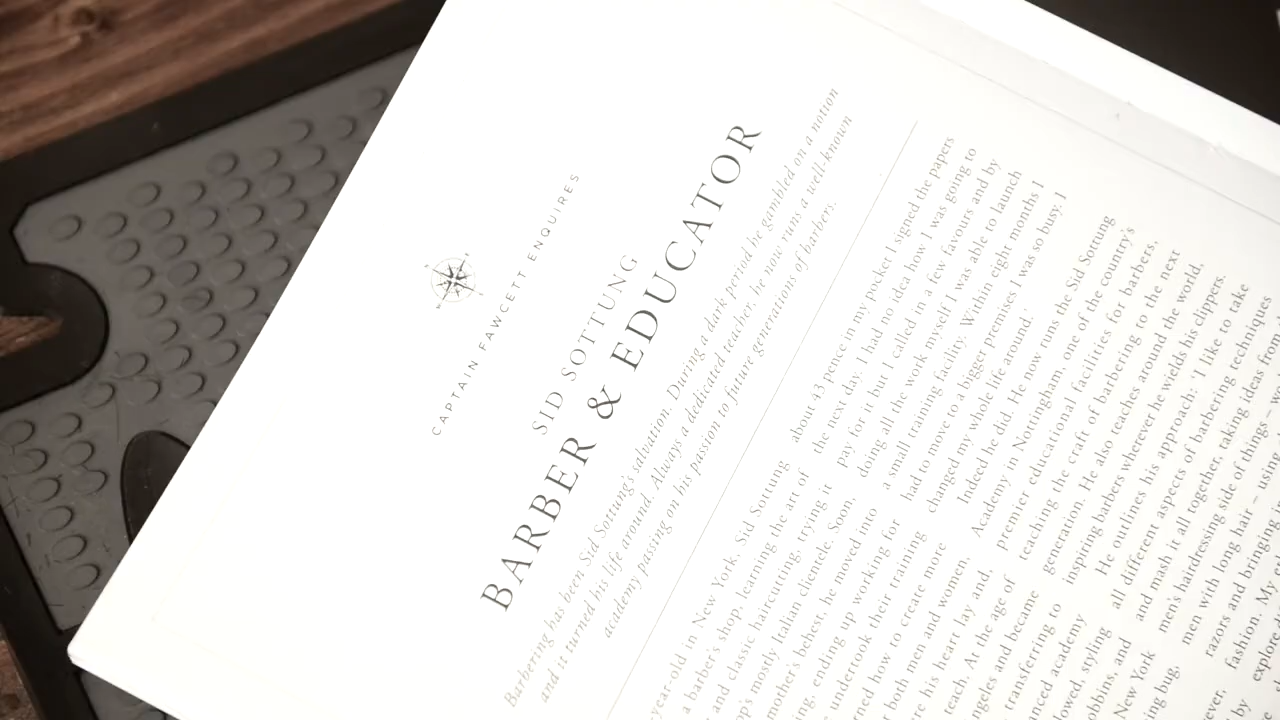 CAPTAIN FAWCETT ENQUIRES
SID SOTTUNG
BARBER & EDUCATOR
Barbering has been Sid Sottung's salvation. During a dark period he gambled on a notion
and it turned his life around. Always a dedicated teacher, he now runs a well-known
academy passing on his passion to future generations of barbers.
year-old in New York, Sid Sottung
a barber's shop, learning the art of
and classic haircutting, trying it
mostly Italian clientele. Soon,
mother's behest, he moved into
ending up working for
undertook their training
how to create more
both men and women,
his heart lay and,
teach. At the age of
and became
transferring to
academy
styling
and
New York
bug,
about 43 pence in my pocket I signed the papers
the next day. I had no idea how I was going to
pay for it but I called in a few favours and by
doing all the work myself I was able to launch
a small training facility. Within eight months I
had to move to a bigger premises I was so busy. I
changed my whole life around.'
Indeed he did. He now runs the Sid Sottung
Academy in Nottingham, one of the country's
premier educational facilities for barbers,
teaching the craft of barbering to the next
generation. He also teaches around the world,
inspiring barbers wherever he wields his clippers.
He outlines his approach: 'I like to take
all different aspects of barbering techniques
and mash it all together, taking ideas from
men's hairdressing side of things –
men with long hair – using
razors and bringing
fashion. My
explore